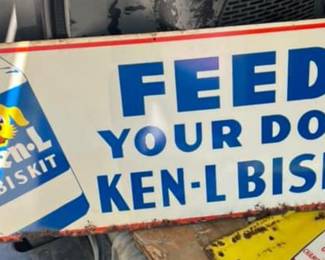 FEED
YOUR DO
KEN-L BIS
en-L
BISKIT